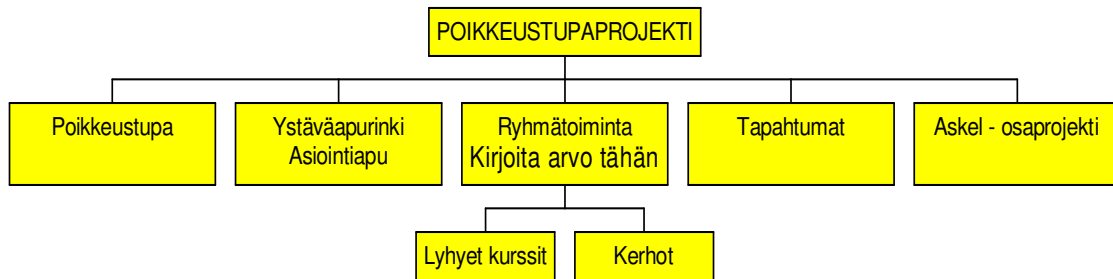 POIKKEUSTUPAPROJEKTI
Poikkeustupa
Ystäväapurinki
Asiointiapu
Ryhmätoiminta
Kirjoita arvo tähän
Tapahtumat
Askel - osaprojekti
Lyhyet kurssit
Kerhot